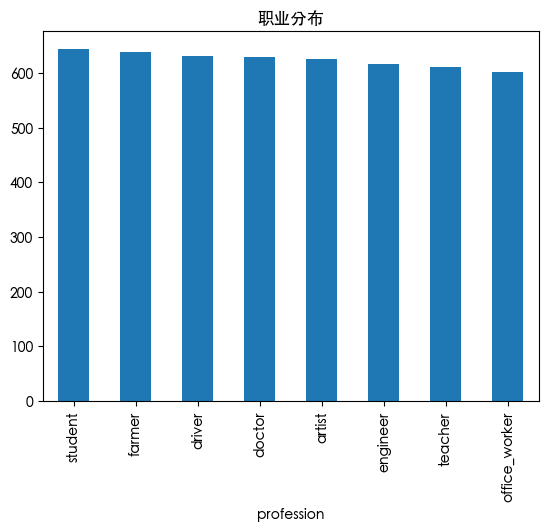 职业分布
600
500
400
300
200
100
0
student
farmer
driver
doctor
artist
engineer
teacher
office_worker
profession